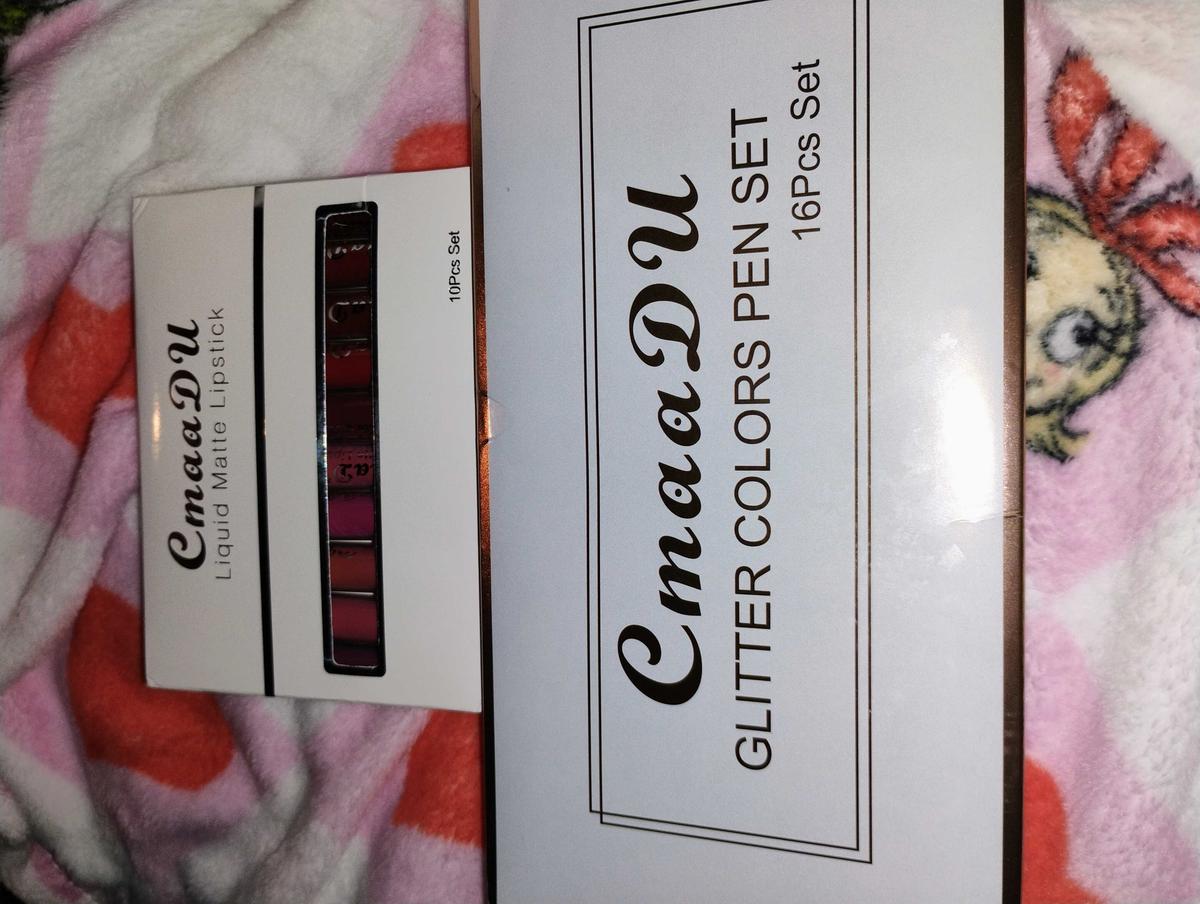 CmaaDU
Liquid Matte Lipstick
10Pcs Set
CmaaDU
GLITTER COLORS PEN SET
16Pcs Set